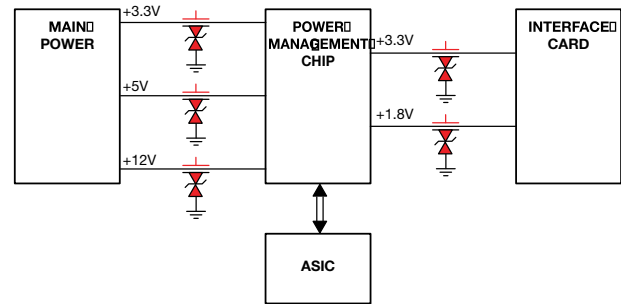 MAIN
POWER
+3.3V
+5V
+12V
POWER
MANAGEMENT
CHIP
+3.3V
+1.8V
INTERFACE
CARD
ASIC